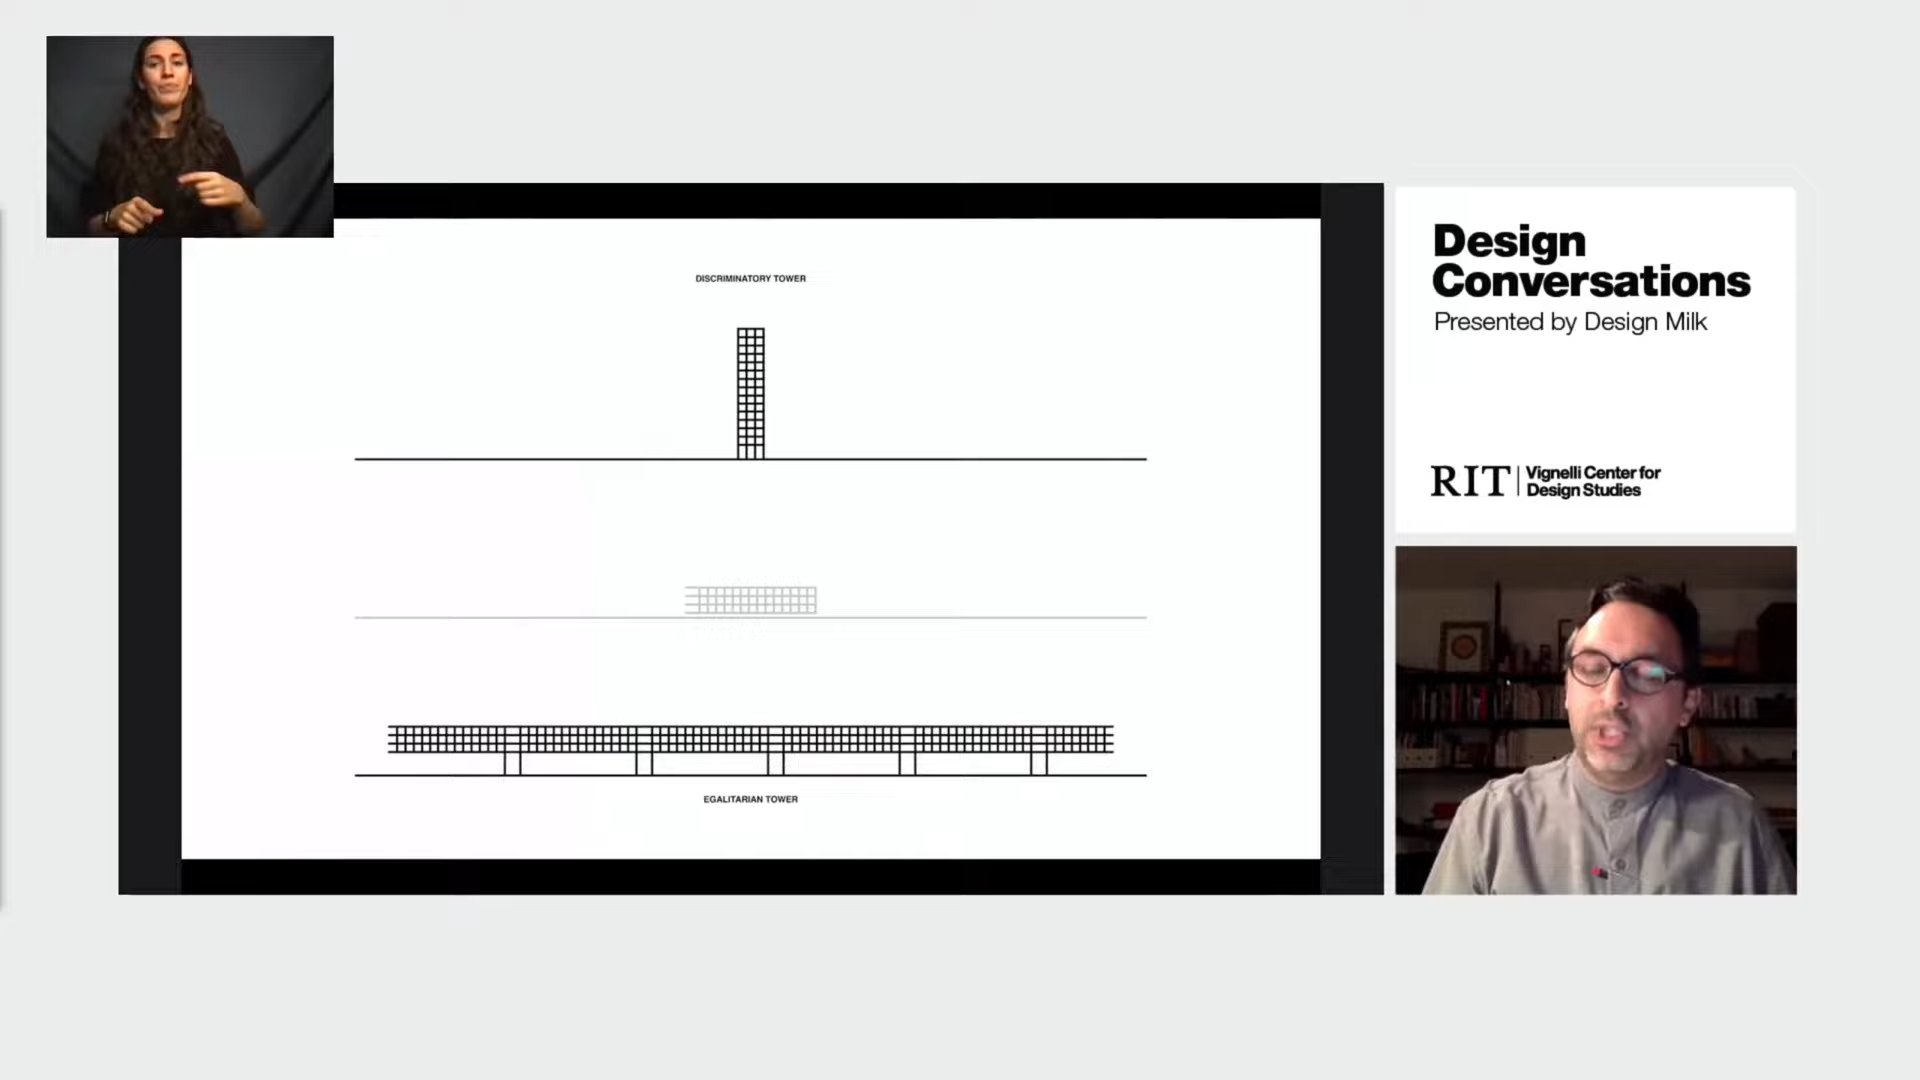 DISCRIMINATORY TOWER
EGALITARIAN TOWER
Design
Conversations
Presented by Design Milk
RIT
Vignelli Center for
Design Studies